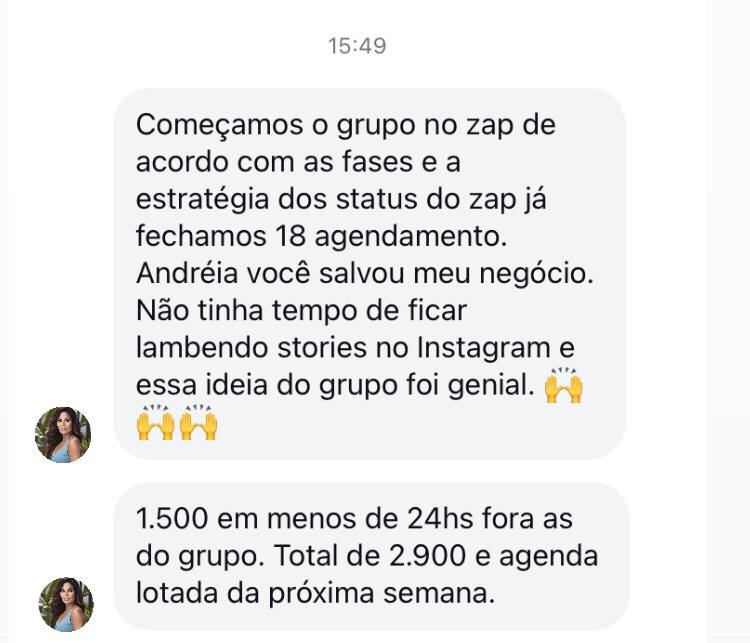 15:49
Começamos o grupo no zap de
acordo com as fases e a
estratégia dos status do zap já
fechamos 18 agendamento.
Andréia você salvou meu negócio.
Não tinha tempo de ficar
lambendo stories no Instagram e
essa ideia do grupo foi genial. 🙌
🙌🙌
1.500 em menos de 24hs fora as
do grupo. Total de 2.900 e agenda
lotada da próxima semana.